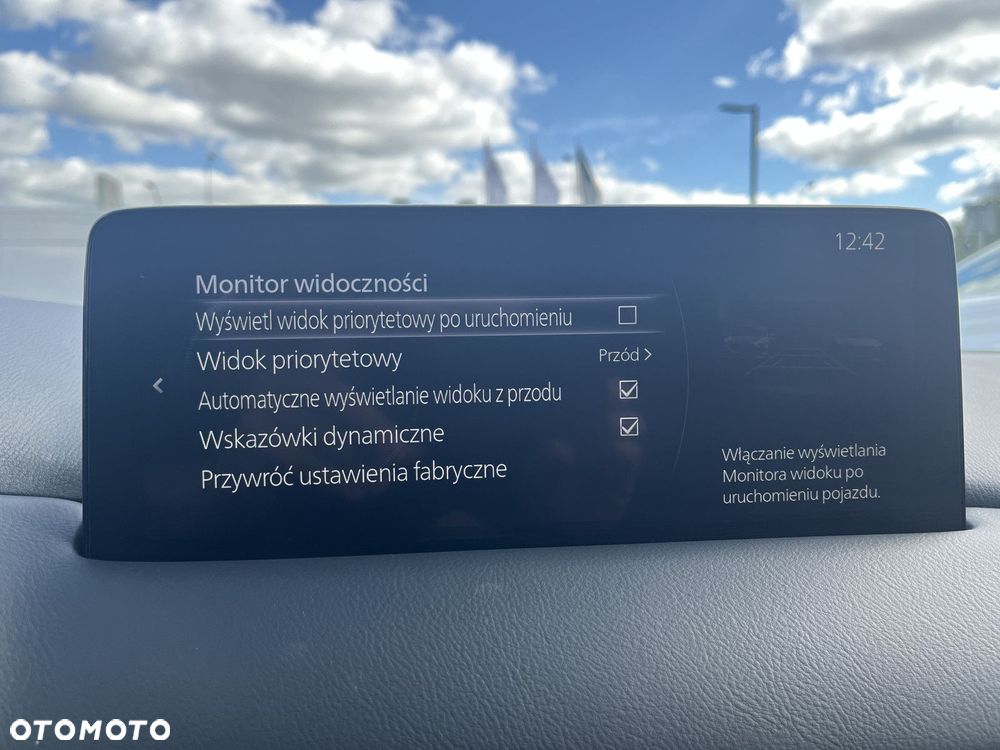 12:42
Monitor widoczności
Wyświetl widok priorytetowy po uruchomieniu
Widok priorytetowy Przód >
Automatyczne wyświetlanie widoku z przodu
Wskazówki dynamiczne
Przywróć ustawienia fabryczne
Włączanie wyświetlania
Monitora widoku po
uruchomieniu pojazdu.
OTOMOTO